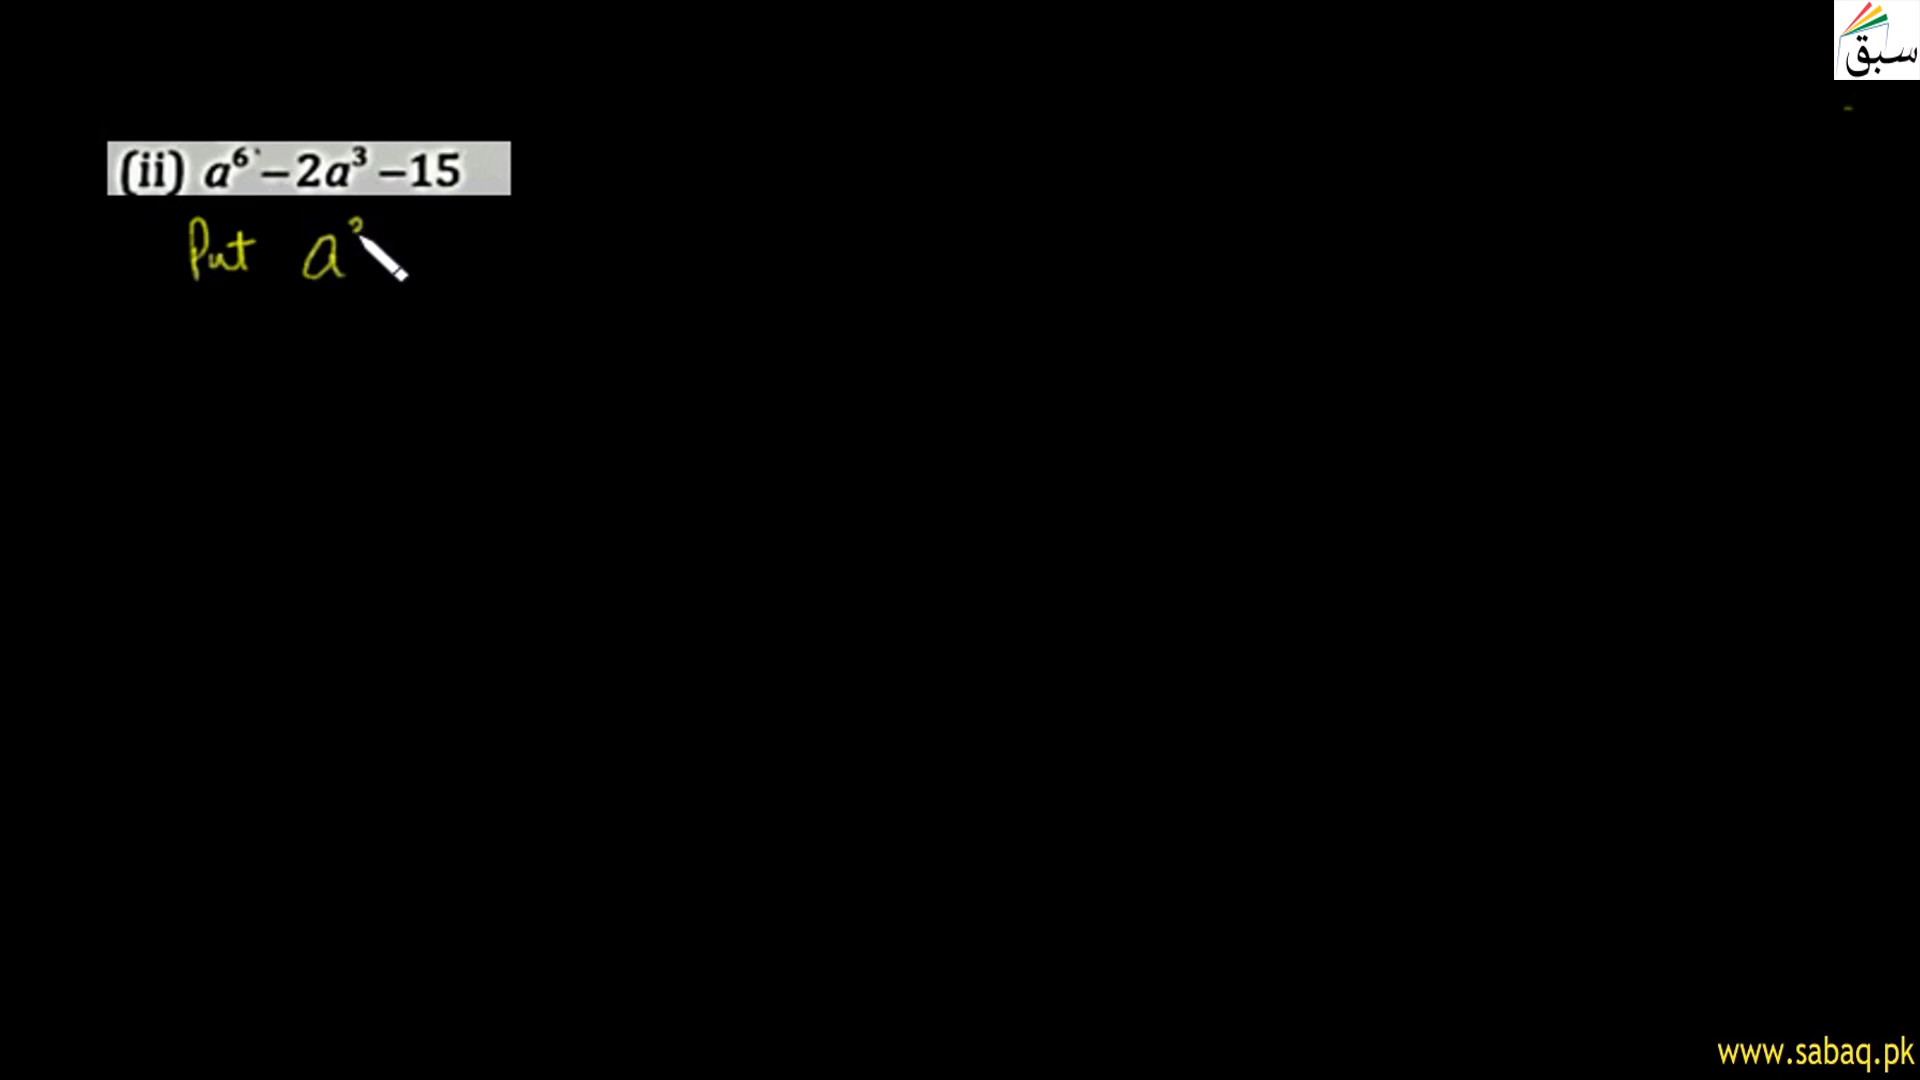 سبق
(ii) a⁶ − 2a³ − 15
Put a³
www.sabaq.pk